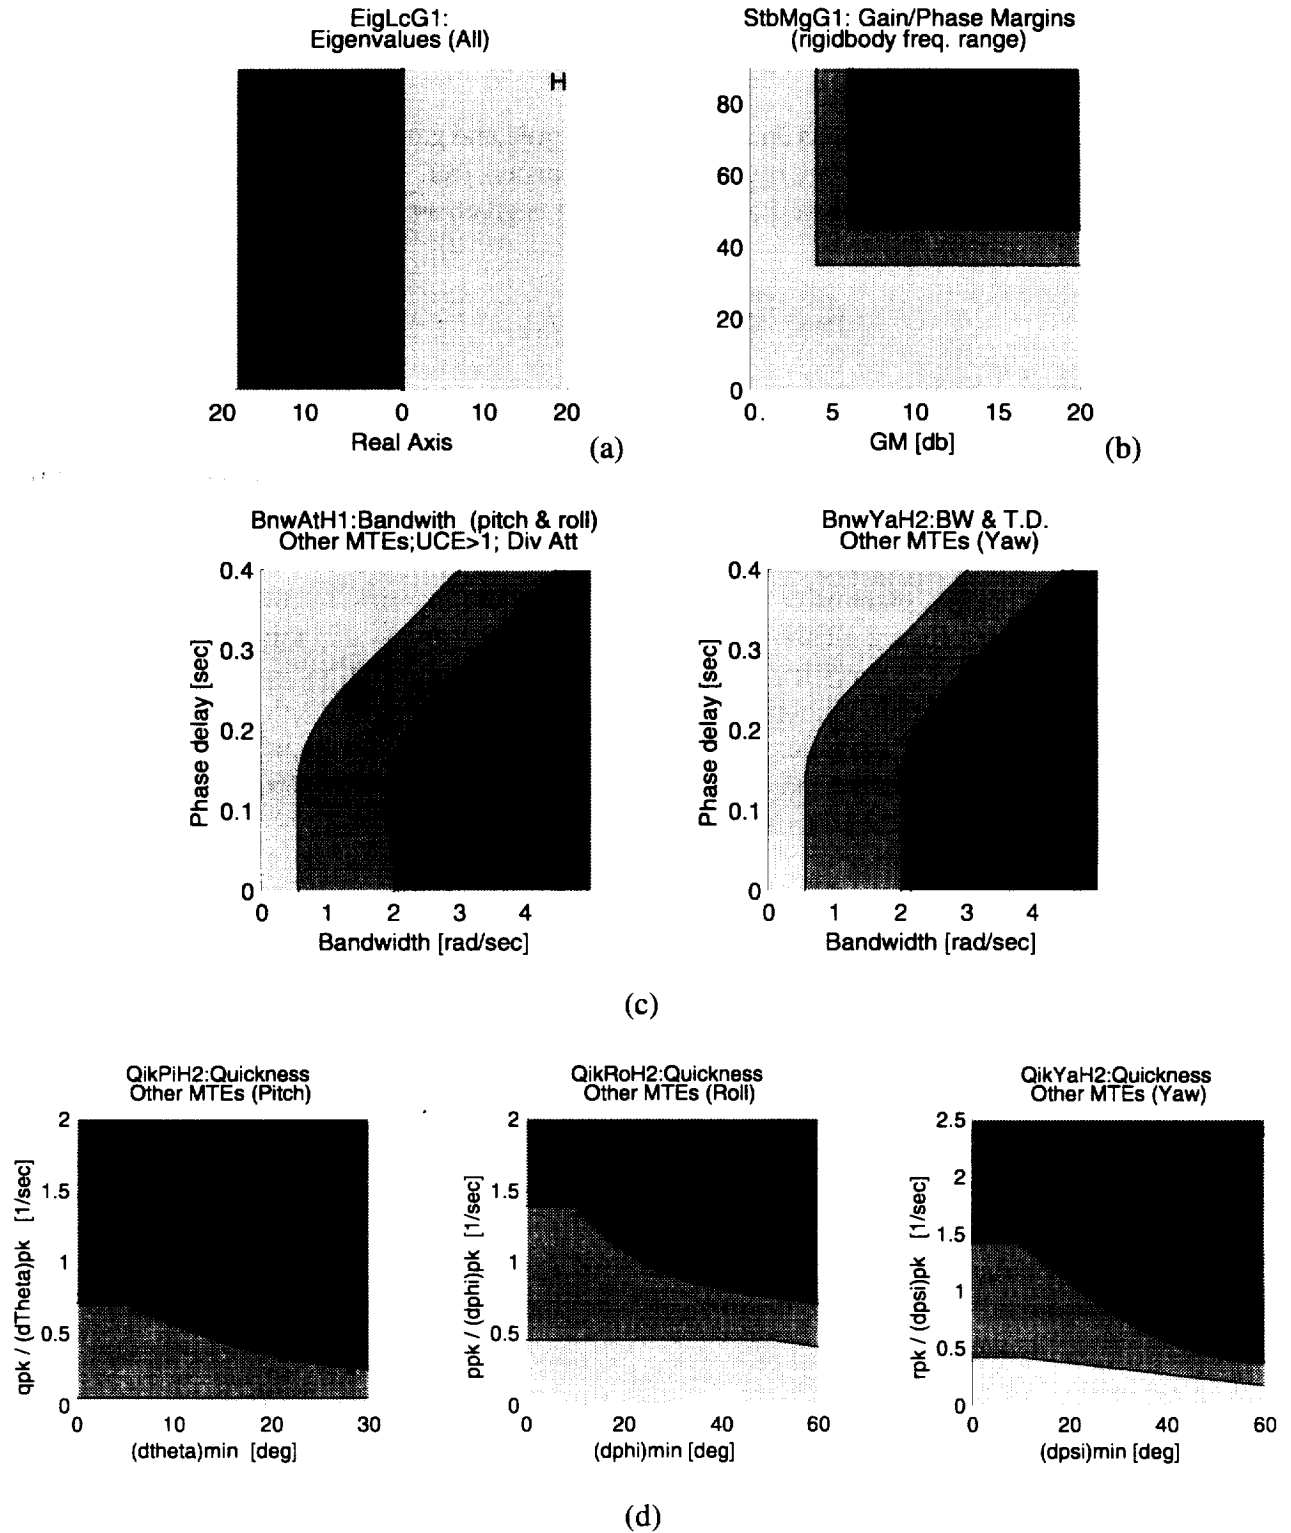 EigLcG1:
Eigenvalues (All)
H
20 10 0 10 20
Real Axis
(a)
StbMgG1: Gain/Phase Margins
(rigidbody freq. range)
80
60
40
20
0
0. 5 10 15 20
GM [db]
(b)
BnwAtH1:Bandwith (pitch & roll)
Other MTEs;UCE>1; Div Att
0.4
0.3
0.2
0.1
0
Phase delay [sec]
0 1 2 3 4
Bandwidth [rad/sec]
BnwYaH2:BW & T.D.
Other MTEs (Yaw)
0.4
0.3
0.2
0.1
0
Phase delay [sec]
0 1 2 3 4
Bandwidth [rad/sec]
(c)
QikPiH2:Quickness
Other MTEs (Pitch)
2
1.5
1
0.5
0
qpk / (dTheta)pk [1/sec]
0 10 20 30
(dtheta)min [deg]
QikRoH2:Quickness
Other MTEs (Roll)
2
1.5
1
0.5
0
ppk / (dphi)pk [1/sec]
0 20 40 60
(dphi)min [deg]
QikYaH2:Quickness
Other MTEs (Yaw)
2.5
2
1.5
1
0.5
0
rpk / (dpsi)pk [1/sec]
0 20 40 60
(dpsi)min [deg]
(d)